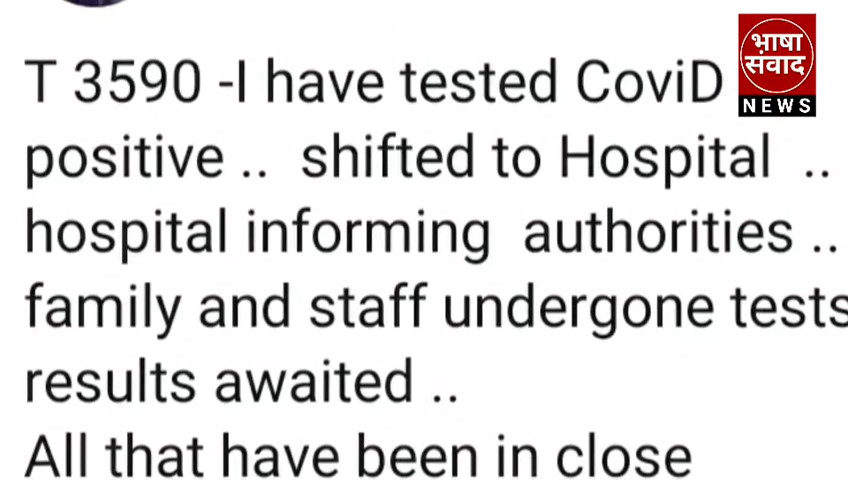 T 3590 -I have tested CoviD
positive .. shifted to Hospital ..
hospital informing authorities ..
family and staff undergone tests
results awaited ..
All that have been in close
भाषा
संवाद
NEWS